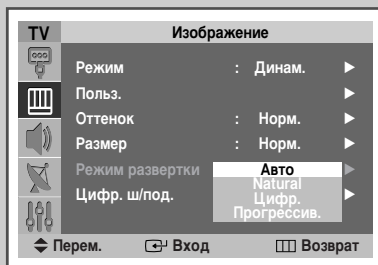 TV Изображение
Режим : Динам.
Польз.
Оттенок : Норм.
Размер : Норм.
Режим развертки Авто
Natural
Цифр. ш/под. Цифр.
Прогрессив.
Перем. Вход Возврат